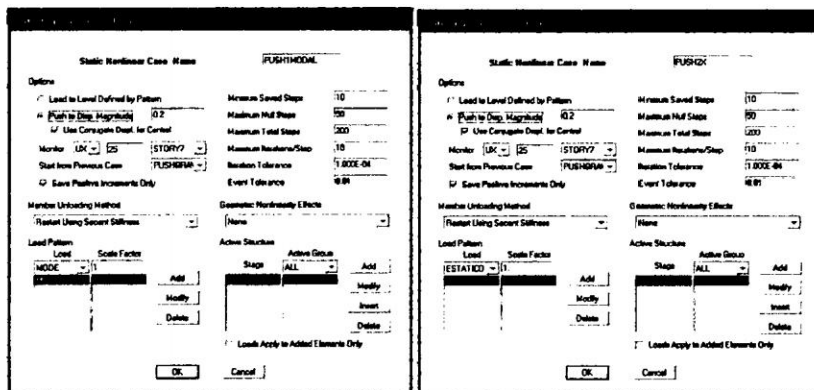 Static Nonlinear Case Name PUSH1MODAL
Options
Load to Level Defined by Pattern
Push to Disp. Magnitude 0.2
Use Conjugate Displ. for Control
Monitor UX 25 STORY7
Start from Previous Case PUSHGRAV
Save Positive Increments Only
Minimum Saved Steps 10
Maximum Null Steps 50
Maximum Total Steps 200
Maximum Iterations/Step 10
Iteration Tolerance 1.000E-04
Event Tolerance 0.01
Member Unloading Method
Restart Using Secant Stiffness
Geometric Nonlinearity Effects
None
Load Pattern
Load Scale Factor
MODE 1
Add
Modify
Delete
Active Structure
Stage Active Group
ALL
Add
Modify
Insert
Delete
Loads Apply to Added Elements Only
OK Cancel
Static Nonlinear Case Name PUSH2X
Options
Load to Level Defined by Pattern
Push to Disp. Magnitude 0.2
Use Conjugate Displ. for Control
Monitor UX 25 STORY7
Start from Previous Case PUSHGRAV
Save Positive Increments Only
Minimum Saved Steps 10
Maximum Null Steps 50
Maximum Total Steps 200
Maximum Iterations/Step 10
Iteration Tolerance 1.000E-04
Event Tolerance 0.01
Member Unloading Method
Restart Using Secant Stiffness
Geometric Nonlinearity Effects
None
Load Pattern
Load Scale Factor
ESTATICO 1.
Add
Modify
Delete
Active Structure
Stage Active Group
ALL
Add
Modify
Insert
Delete
Loads Apply to Added Elements Only
OK Cancel